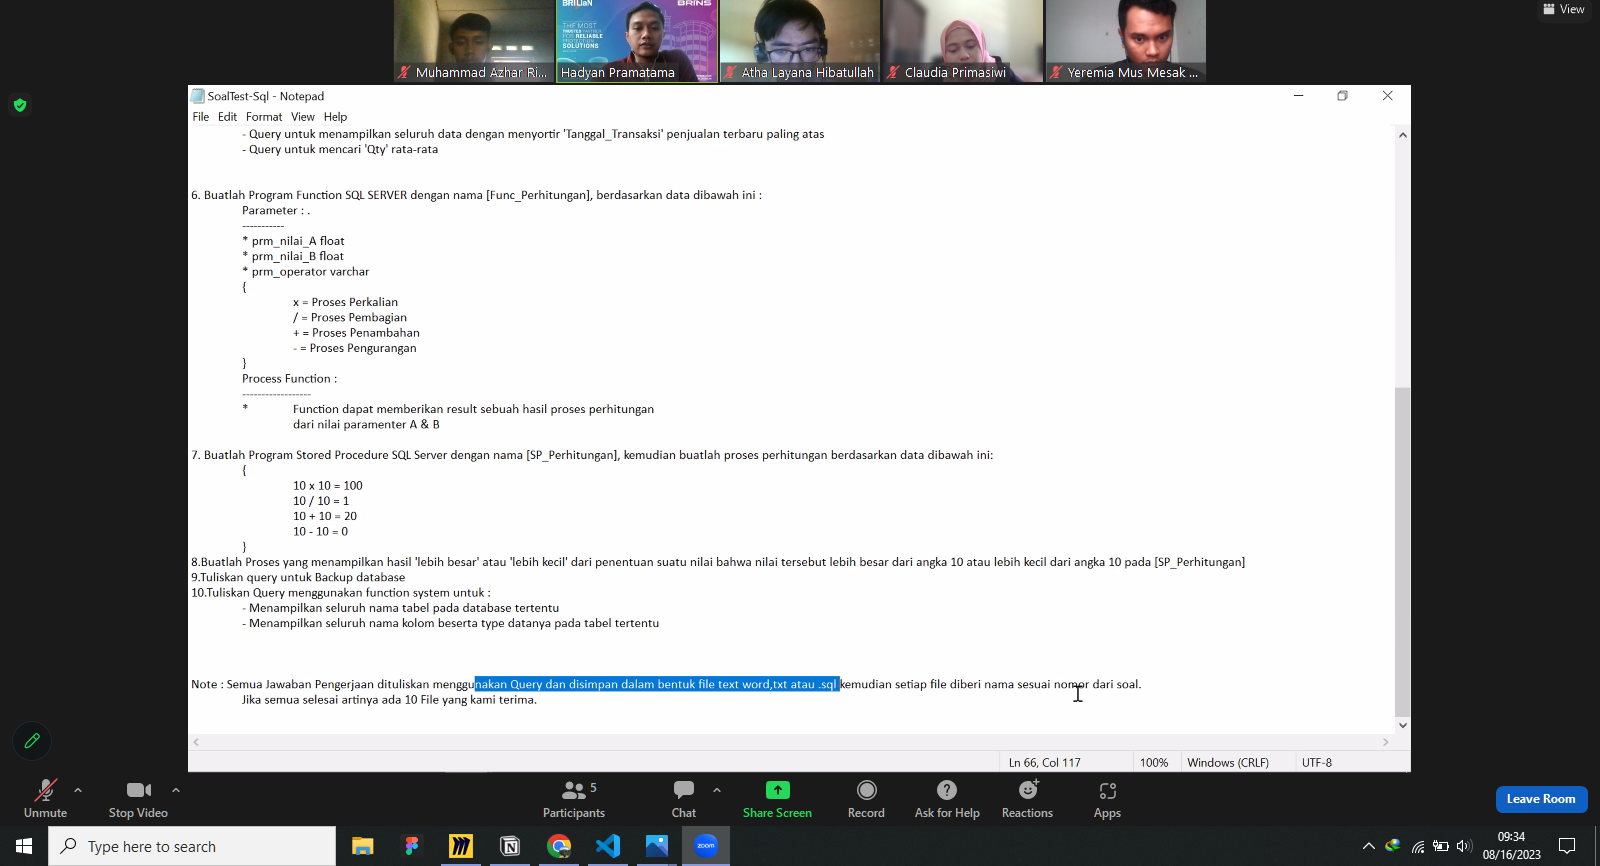 View
BRILiaN
BRINS
THE MOST
TRUSTED PARTNER
FOR RELIABLE
PROTECTION
SOLUTIONS
Muhammad Azhar Ri...
Hadyan Pramatama
Atha Layana Hibatullah
Claudia Primasiwi
Yeremia Mus Mesak ...
SoalTest-Sql - Notepad
File Edit Format View Help
- Query untuk menampilkan seluruh data dengan menyortir 'Tanggal_Transaksi' penjualan terbaru paling atas
- Query untuk mencari 'Qty' rata-rata
6. Buatlah Program Function SQL SERVER dengan nama [Func_Perhitungan], berdasarkan data dibawah ini :
Parameter : .
-----------
* prm_nilai_A float
* prm_nilai_B float
* prm_operator varchar
{
x = Proses Perkalian
/ = Proses Pembagian
+ = Proses Penambahan
- = Proses Pengurangan
}
Process Function :
------------------
* Function dapat memberikan result sebuah hasil proses perhitungan
dari nilai paramenter A & B
7. Buatlah Program Stored Procedure SQL Server dengan nama [SP_Perhitungan], kemudian buatlah proses perhitungan berdasarkan data dibawah ini:
{
10 x 10 = 100
10 / 10 = 1
10 + 10 = 20
10 - 10 = 0
}
8.Buatlah Proses yang menampilkan hasil 'lebih besar' atau 'lebih kecil' dari penentuan suatu nilai bahwa nilai tersebut lebih besar dari angka 10 atau lebih kecil dari angka 10 pada [SP_Perhitungan]
9.Tuliskan query untuk Backup database
10.Tuliskan Query menggunakan function system untuk :
- Menampilkan seluruh nama tabel pada database tertentu
- Menampilkan seluruh nama kolom beserta type datanya pada tabel tertentu
Note : Semua Jawaban Pengerjaan dituliskan menggunakan Query dan disimpan dalam bentuk file text word,txt atau .sql kemudian setiap file diberi nama sesuai nomor dari soal.
Jika semua selesai artinya ada 10 File yang kami terima.
Ln 66, Col 117
100%
Windows (CRLF)
UTF-8
Unmute
Stop Video
5
Participants
Chat
Share Screen
Record
Ask for Help
Reactions
Apps
Leave Room
Type here to search
zoom
09:34
08/16/2023